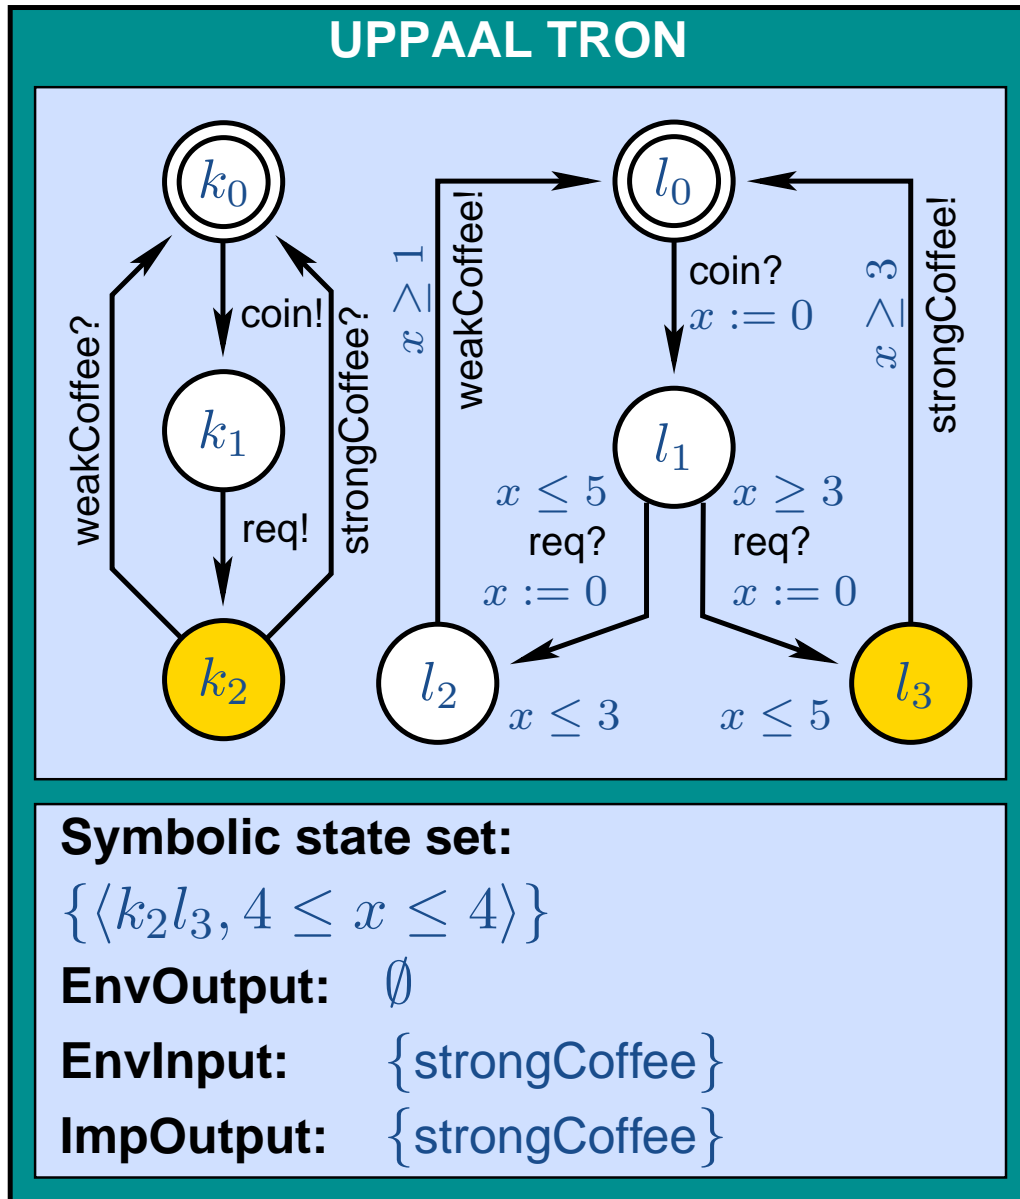 UPPAAL TRON
k₀
coin!
k₁
req!
k₂
weakCoffee?
strongCoffee?
l₀
coin?
x := 0
l₁
x ≤ 5
req?
x := 0
x ≥ 3
req?
x := 0
x ≥ 1
weakCoffee!
x ≥ 3
strongCoffee!
l₂
x ≤ 3
x ≤ 5
l₃
Symbolic state set:
{⟨k₂l₃, 4 ≤ x ≤ 4⟩}
EnvOutput: ∅
EnvInput: {strongCoffee}
ImpOutput: {strongCoffee}